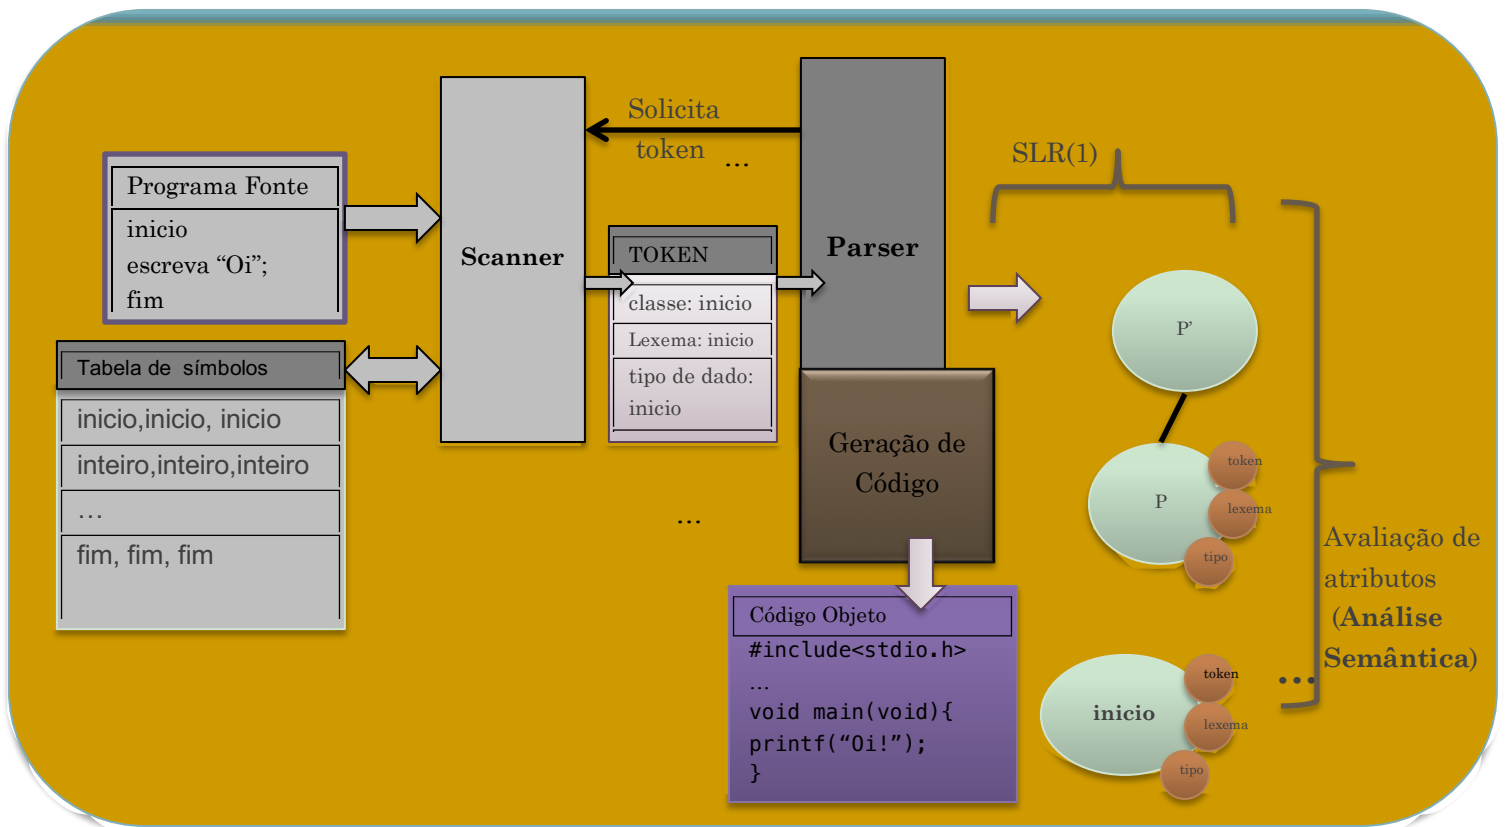 Programa Fonte
inicio
escreva “Oi”;
fim
Tabela de símbolos
inicio,inicio, inicio
inteiro,inteiro,inteiro
...
fim, fim, fim
Scanner
Solicita
token ...
TOKEN
classe: inicio
Lexema: inicio
tipo de dado:
inicio
...
Parser
Geração de
Código
Código Objeto
#include<stdio.h>
...
void main(void){
printf(“Oi!”);
}
SLR(1)
P’
P
token
lexema
tipo
inicio
token
lexema
tipo
...
Avaliação de
atributos
(Análise
Semântica)